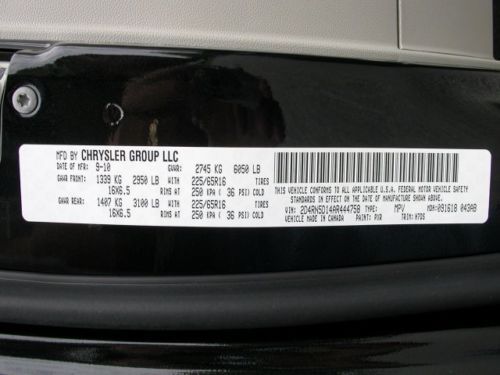 MFD BY CHRYSLER GROUP LLC
DATE OF MFR: 9-10 GVWR: 2745 KG 6050 LB
GAWR FRONT: 1339 KG 2950 LB WITH 225/65R16 TIRES
16X6.5 RIMS AT 250 KPA ( 36 PSI) COLD
GAWR REAR: 1407 KG 3100 LB WITH 225/65R16 TIRES
16X6.5 RIMS AT 250 KPA ( 36 PSI) COLD
THIS VEHICLE CONFORMS TO ALL APPLICABLE U.S.A. FEDERAL MOTOR VEHICLE SAFETY
STANDARDS IN EFFECT ON THE DATE OF MANUFACTURE SHOWN ABOVE.
VIN: 2D4RN5D14AR444758 TYPE: MPV MDH: 091618 043AB
VEHICLE MADE IN CANADA PAINT: PXR TRIM: H7DS